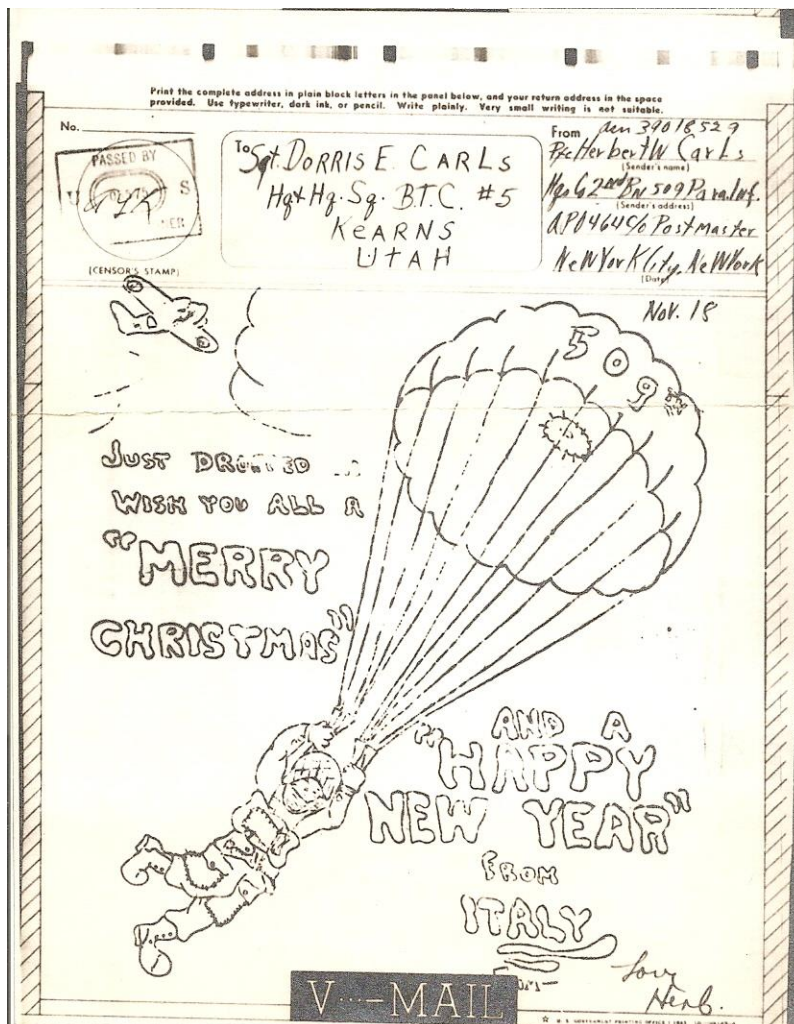 Print the complete address in plain block letters in the panel below, and your return address in the space
provided. Use typewriter, dark ink, or pencil. Write plainly. Very small writing is not suitable.
No.
PASSED BY
U S
(CENSOR'S STAMP)
To Sgt. DORRIS E. CARLS
Hq & Hq. Sq. B.T.C. #5
KEARNS
UTAH
From asn 39018529
Pfc Herbert W Carls
(Sender's name)
Hqs Co 2nd Bn 509 Para. Inf.
(Sender's address)
APO 464 c/o Postmaster
New York City, New York
(Date)
Nov. 18
509th
JUST DRIFTED
WISH YOU ALL A
"MERRY
CHRISTMAS"
AND A
"HAPPY
NEW YEAR"
FROM
ITALY
Love
Herb.
V···—MAIL